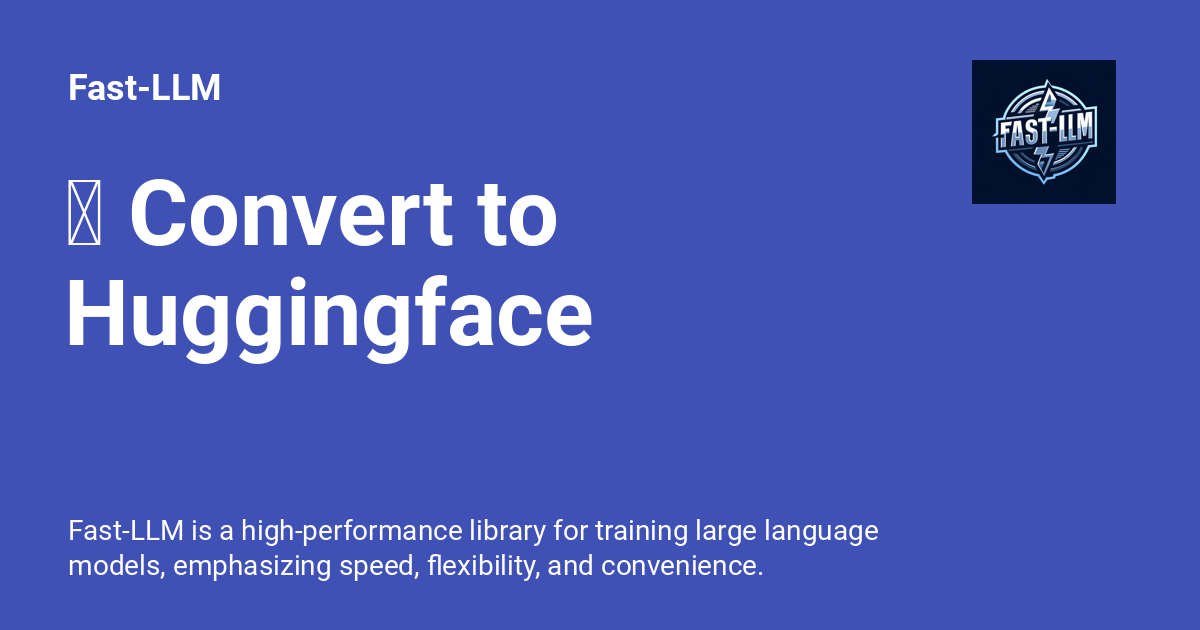 Fast-LLM
FAST-LLM
Convert to
Huggingface
Fast-LLM is a high-performance library for training large language
models, emphasizing speed, flexibility, and convenience.